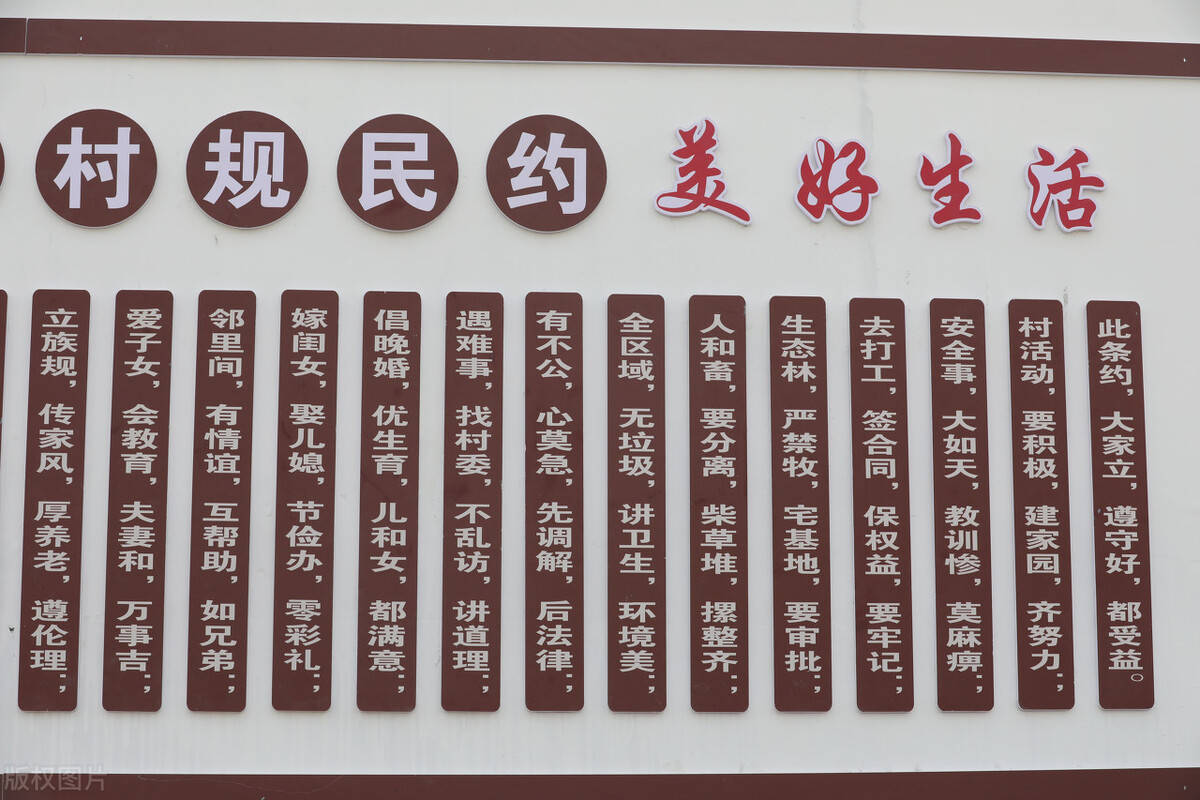 村规民约 美好生活
立族规，传家风，厚养老，遵伦理；
爱子女，会教育，夫妻和，万事吉；
邻里间，有情谊，互帮助，如兄弟；
嫁闺女，娶儿媳，节俭办，零彩礼；
倡晚婚，优生育，儿和女，都满意；
遇难事，找村委，不乱访，讲道理；
有不公，心莫急，先调解，后法律；
全区域，无垃圾，讲卫生，环境美；
人和畜，要分离，柴草堆，摞整齐；
生态林，严禁牧，宅基地，要审批；
去打工，签合同，保权益，要牢记；
安全事，大如天，教训惨，莫麻痹；
村活动，要积极，建家园，齐努力；
此条约，大家立，遵守好，都受益。
版权图片